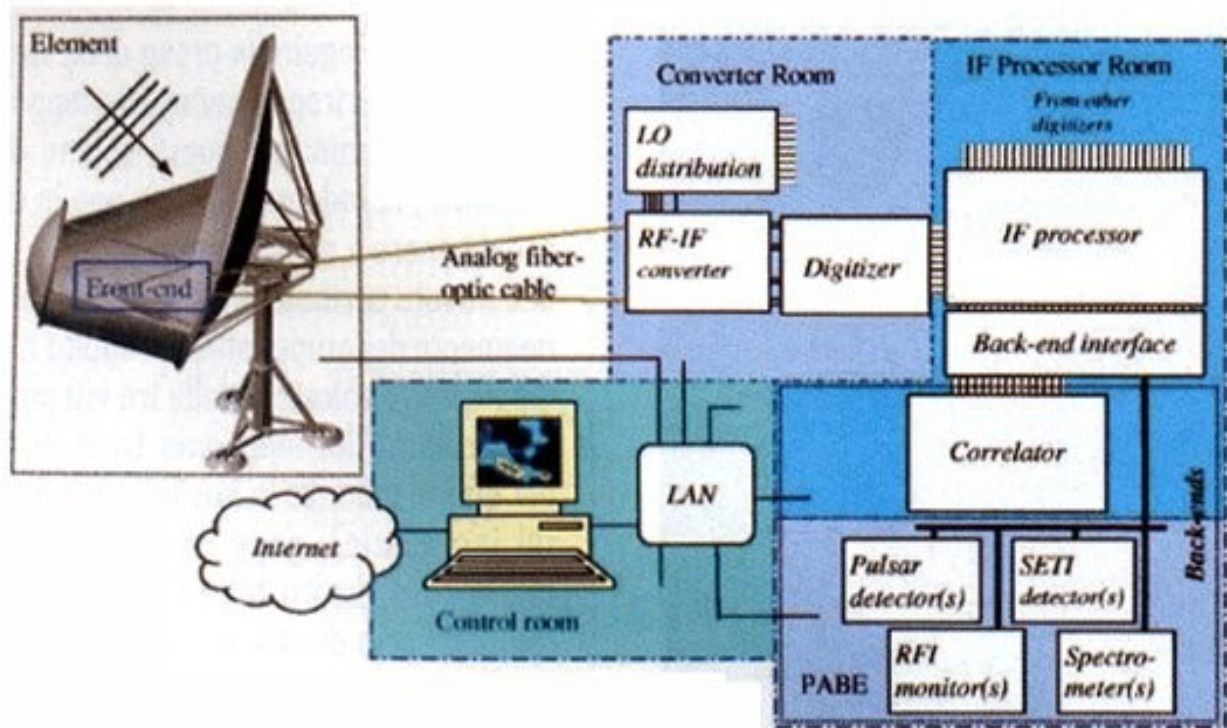 Element
Front-end
Analog fiber-
optic cable
Converter Room
LO
distribution
RF-IF
converter
Digitizer
IF Processor Room
From other
digitizers
IF processor
Back-end interface
Correlator
Back-ends
Internet
LAN
Control room
Pulsar
detector(s)
SETI
detector(s)
RFI
monitor(s)
Spectro-
meter(s)
PABE